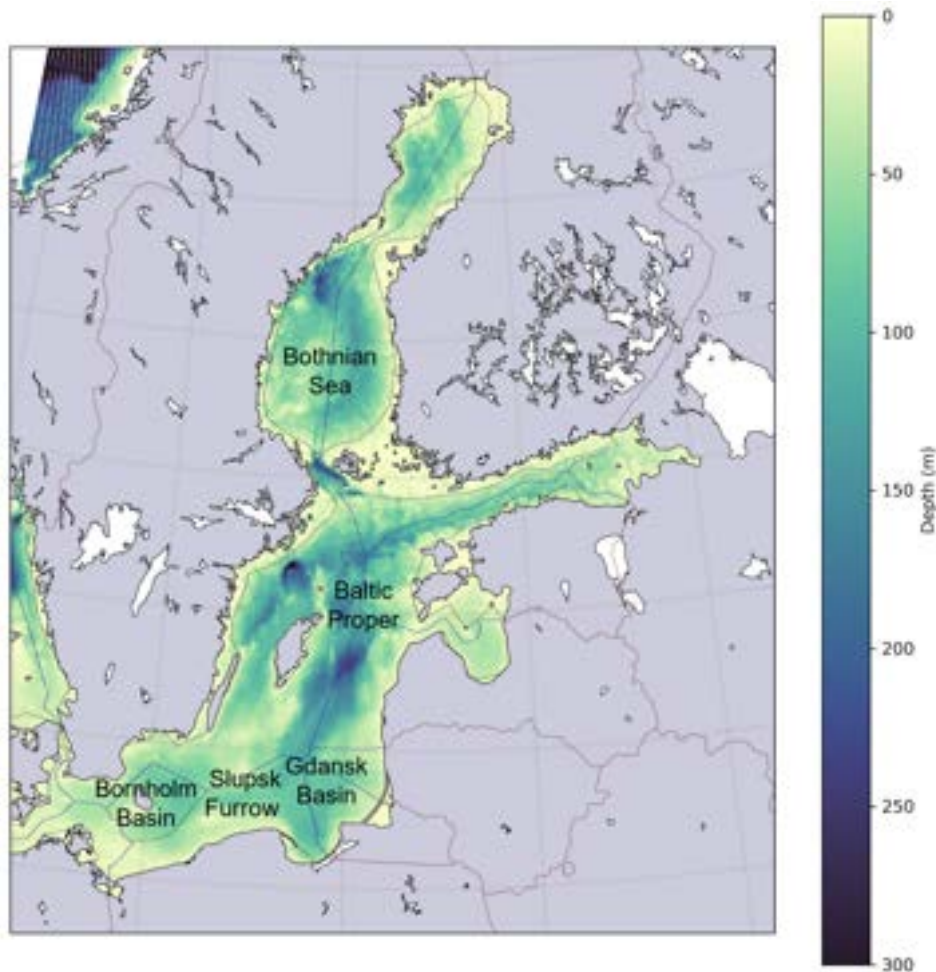 0
50
Bothnian
Sea
100
150
Depth (m)
Baltic
Proper
200
Bornholm
Basin
Slupsk
Furrow
Gdansk
Basin
250
300